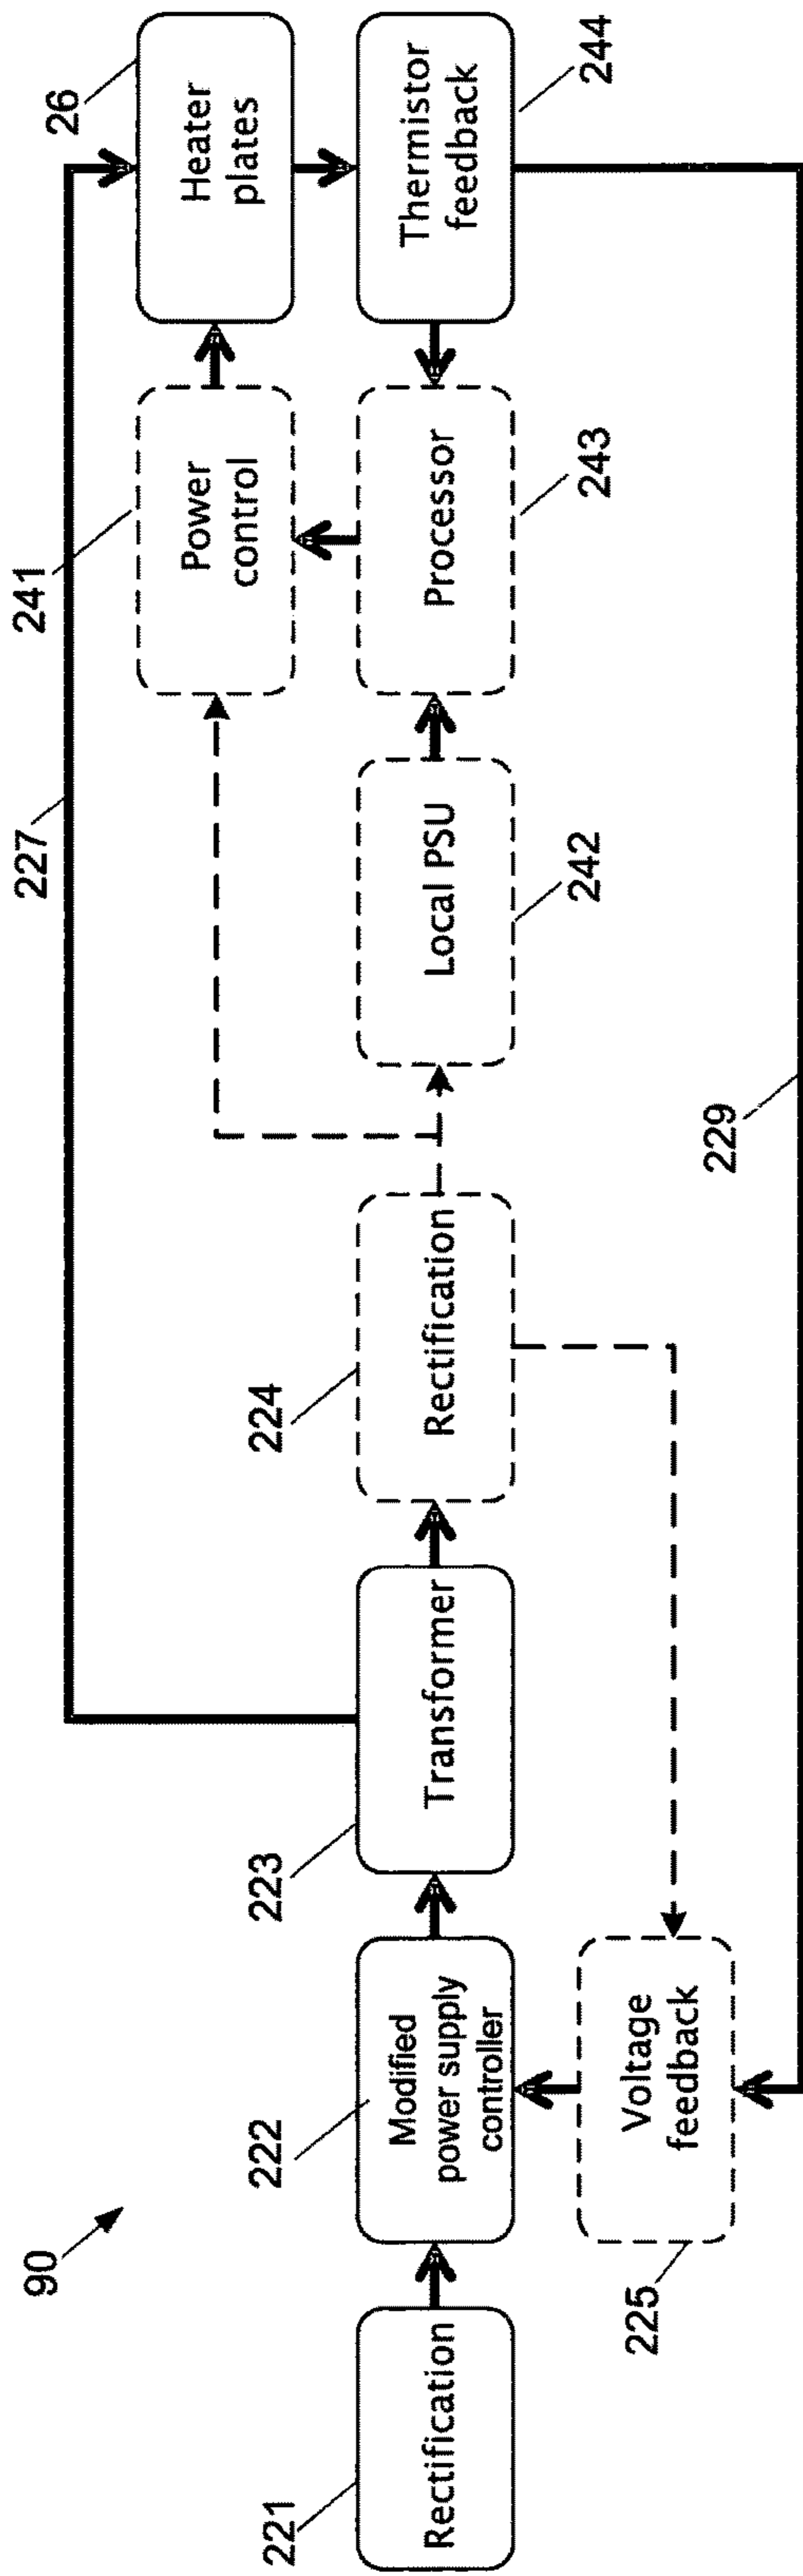 90
227
241
26
221
Rectification
222
Modified
power supply
controller
223
Transformer
224
Rectification
Local PSU
242
Power
control
Processor
243
Heater
plates
Thermistor
feedback
244
225
Voltage
feedback
229